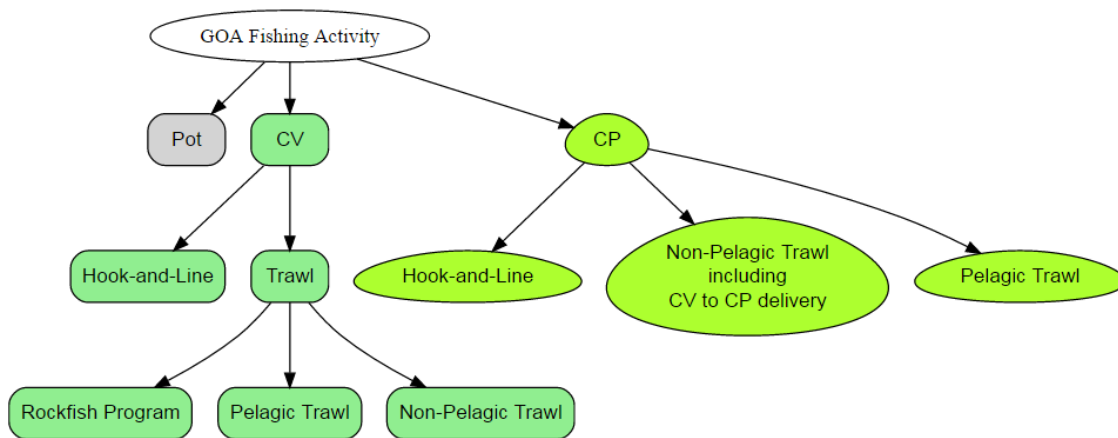 GOA Fishing Activity
Pot
CV
CP
Hook-and-Line
Trawl
Hook-and-Line
Non-Pelagic Trawl
including
CV to CP delivery
Pelagic Trawl
Rockfish Program
Pelagic Trawl
Non-Pelagic Trawl